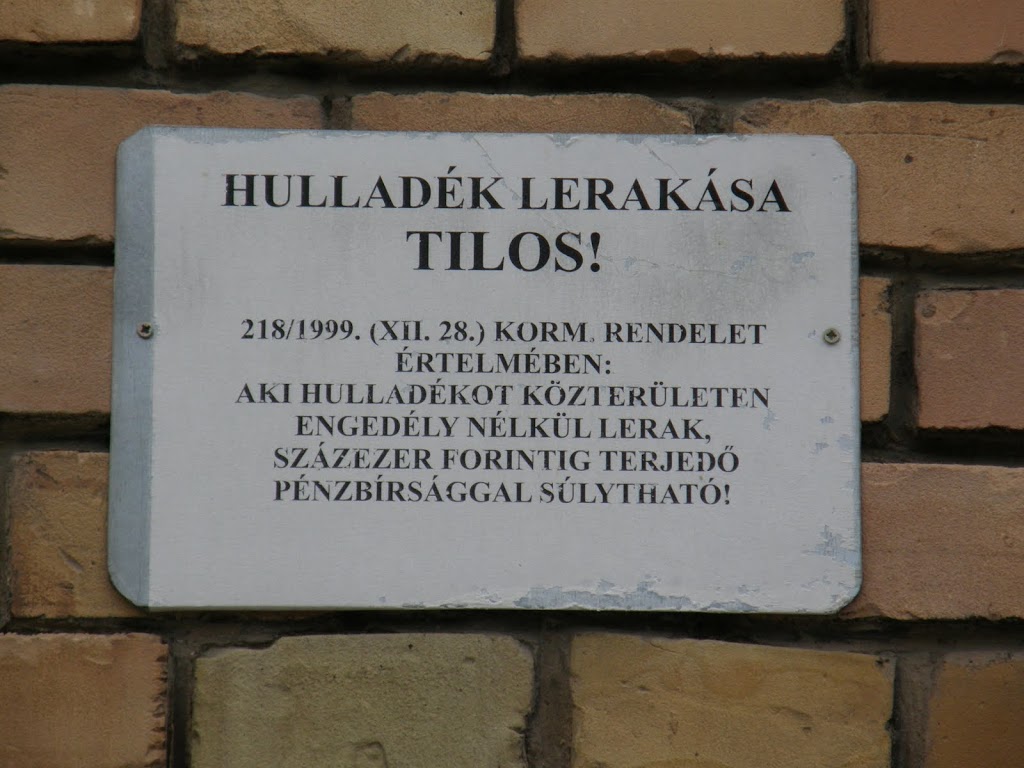 HULLADÉK LERAKÁSA
TILOS!
218/1999. (XII. 28.) KORM. RENDELET
ÉRTELMÉBEN:
AKI HULLADÉKOT KÖZTERÜLETEN
ENGEDÉLY NÉLKÜL LERAK,
SZÁZEZER FORINTIG TERJEDŐ
PÉNZBÍRSÁGGAL SÚLYTHATÓ!